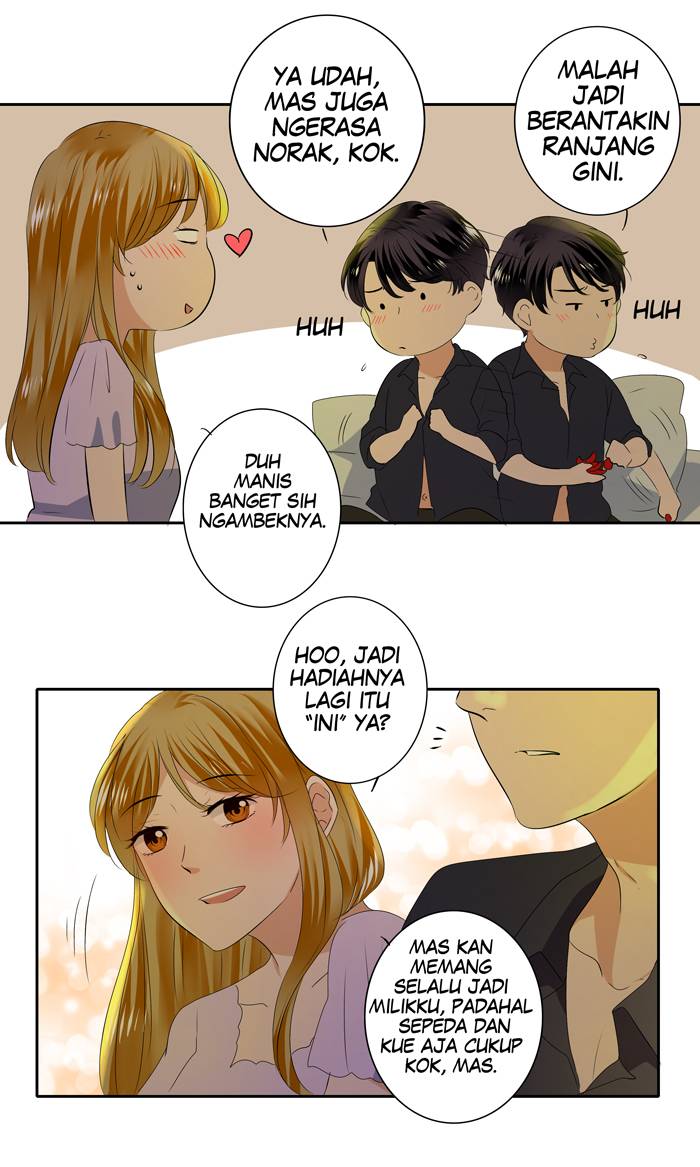 YA UDAH,
MAS JUGA
NGERASA
NORAK, KOK.
MALAH
JADI
BERANTAKIN
RANJANG
GINI.
HUH
HUH
DUH
MANIS
BANGET SIH
NGAMBEKNYA.
HOO, JADI
HADIAHNYA
LAGI ITU
"INI" YA?
MAS KAN
MEMANG
SELALU JADI
MILIKKU, PADAHAL
SEPEDA DAN
KUE AJA CUKUP
KOK, MAS.